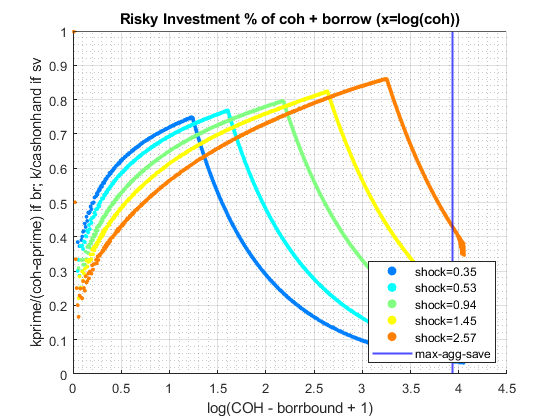 Risky Investment % of coh + borrow (x=log(coh))
kprime/(coh-aprime) if br; k/cashonhand if sv
1
0.9
0.8
0.7
0.6
0.5
0.4
0.3
0.2
0.1
0
shock=0.35
shock=0.53
shock=0.94
shock=1.45
shock=2.57
max-agg-save
0 0.5 1 1.5 2 2.5 3 3.5 4 4.5
log(COH - borrbound + 1)